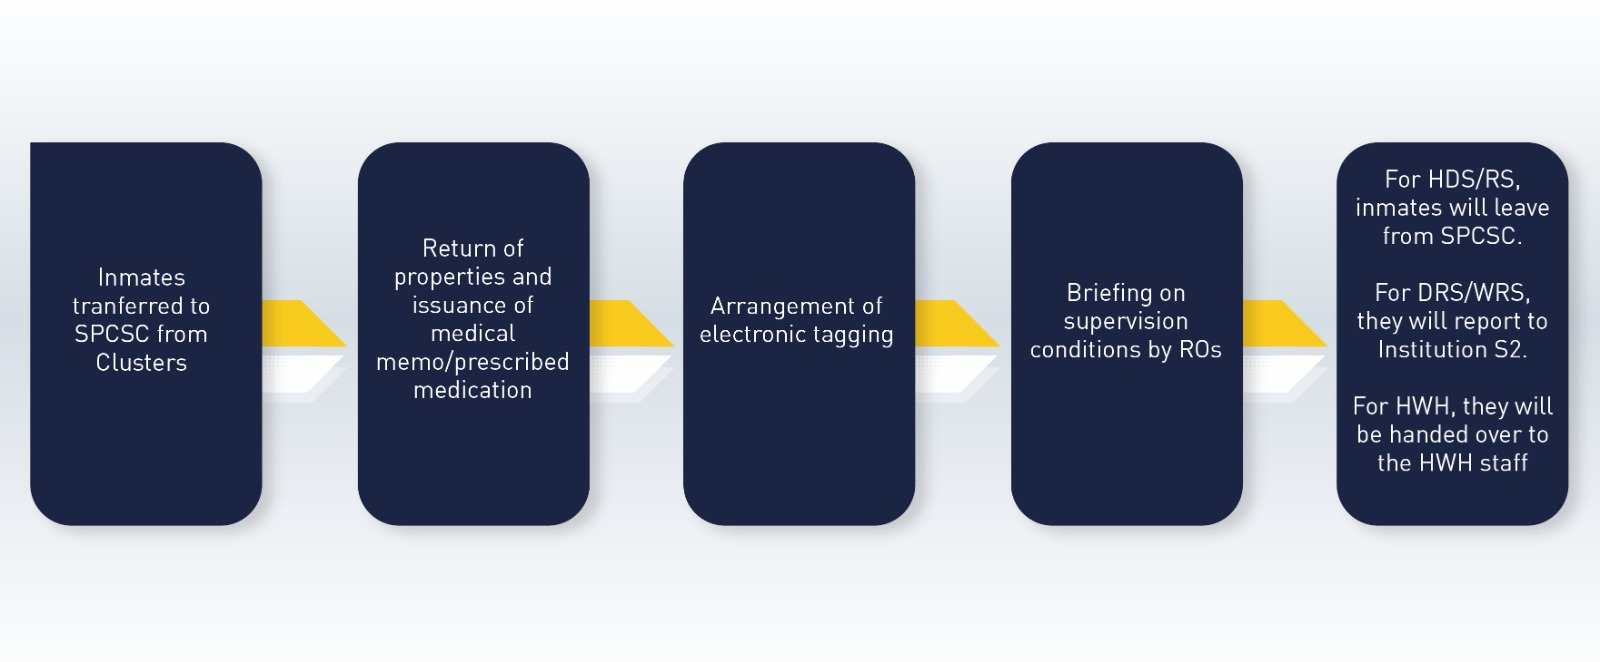 Inmates
tranferred to
SPCSC from
Clusters
Return of
properties and
issuance of
medical
memo/prescribed
medication
Arrangement of
electronic tagging
Briefing on
supervision
conditions by ROs
For HDS/RS,
inmates will leave
from SPCSC.
For DRS/WRS,
they will report to
Institution S2.
For HWH, they will
be handed over to
the HWH staff